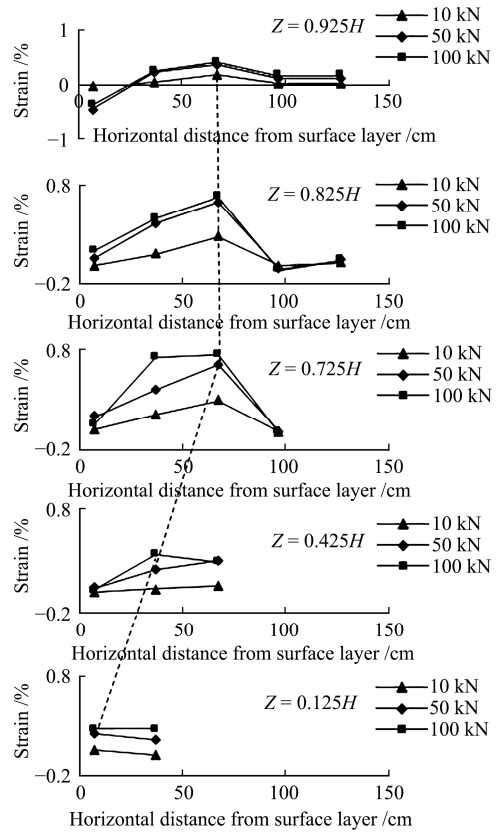 10 kN
50 kN
100 kN
Z = 0.925H
Strain /%
1
0
−1
0 50 100 150
Horizontal distance from surface layer /cm
10 kN
50 kN
100 kN
Z = 0.825H
Strain /%
0.8
−0.2
0 50 100 150
Horizontal distance from surface layer /cm
10 kN
50 kN
100 kN
Z = 0.725H
Strain /%
0.8
−0.2
0 50 100 150
Horizontal distance from surface layer /cm
10 kN
50 kN
100 kN
Z = 0.425H
Strain /%
0.8
−0.2
0 50 100 150
Horizontal distance from surface layer /cm
10 kN
50 kN
100 kN
Z = 0.125H
Strain /%
0.8
−0.2
0 50 100 150
Horizontal distance from surface layer /cm